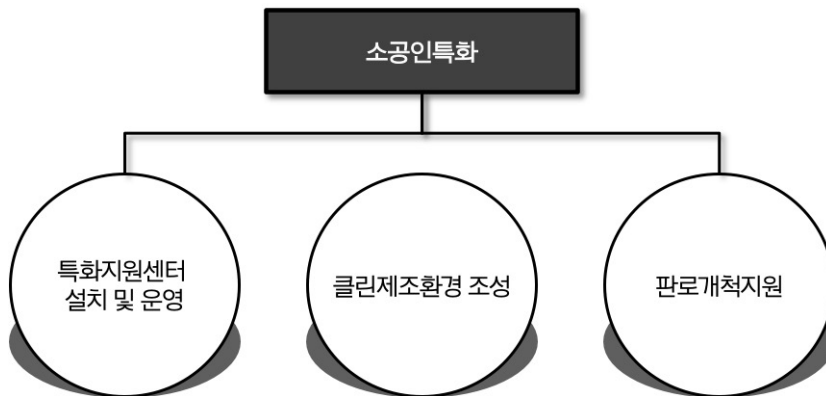 소공인특화
특화지원센터
설치 및 운영
클린제조환경 조성
판로개척지원